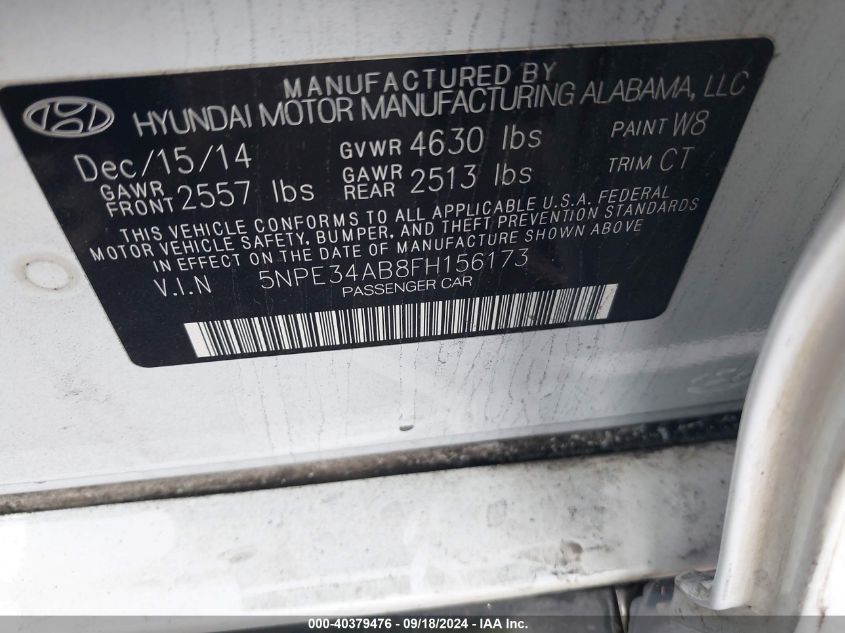 MANUFACTURED BY
HYUNDAI MOTOR MANUFACTURING ALABAMA, LLC
Dec/15/14 GVWR 4630 lbs PAINT W8
GAWR FRONT 2557 lbs GAWR REAR 2513 lbs TRIM CT
THIS VEHICLE CONFORMS TO ALL APPLICABLE U.S.A. FEDERAL
MOTOR VEHICLE SAFETY, BUMPER, AND THEFT PREVENTION STANDARDS
IN EFFECT ON THE DATE OF MANUFACTURE SHOWN ABOVE
V.I.N 5NPE34AB8FH156173
PASSENGER CAR
000-40379476 - 09/18/2024 - IAA Inc.